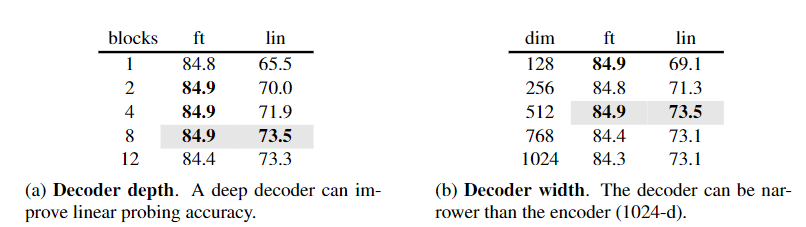 blocks ft lin
1 84.8 65.5
2 84.9 70.0
4 84.9 71.9
8 84.9 73.5
12 84.4 73.3
(a) Decoder depth. A deep decoder can im-
prove linear probing accuracy.
dim ft lin
128 84.9 69.1
256 84.8 71.3
512 84.9 73.5
768 84.4 73.1
1024 84.3 73.1
(b) Decoder width. The decoder can be nar-
rower than the encoder (1024-d).